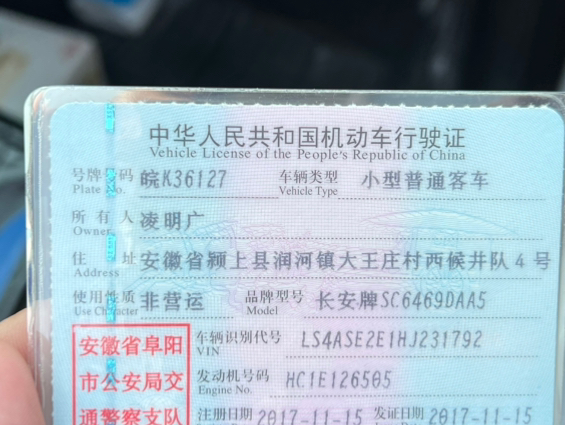 中华人民共和国机动车行驶证
Vehicle License of the People's Republic of China
号牌号码 皖K36127 车辆类型 小型普通客车
Plate No. Vehicle Type
所有人 凌明广
Owner
住址 安徽省颍上县润河镇大王庄村西候井队4号
Address
使用性质 非营运 品牌型号 长安牌SC6469DAA5
Use Character Model
安徽省阜阳 车辆识别代号 LS4ASE2E1HJ231792
VIN
市公安局交 发动机号码 HC1E126505
Engine No.
通警察支队 注册日期 2017-11-15 发证日期 2017-11-15